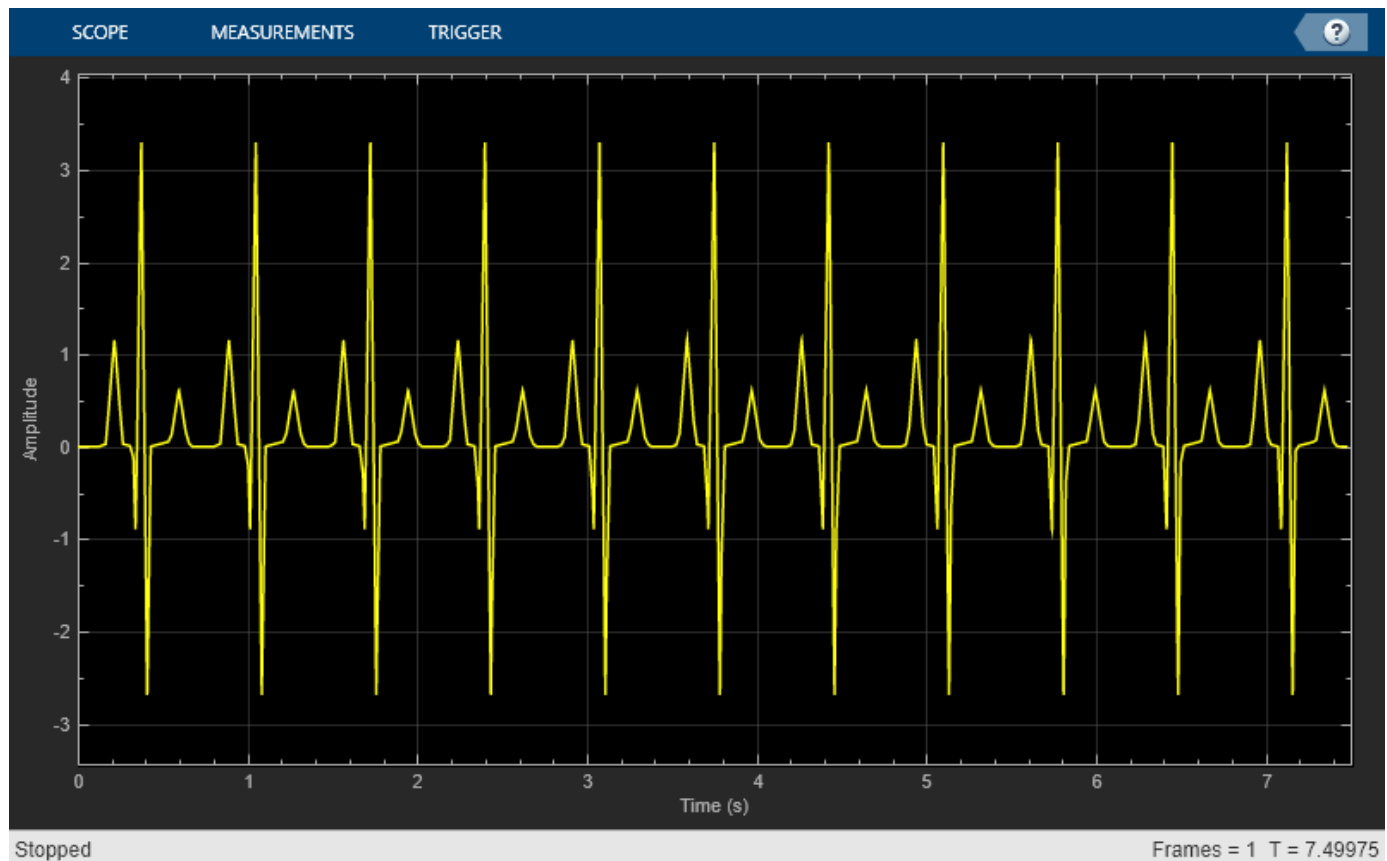 SCOPE MEASUREMENTS TRIGGER ?
4
3
2
1
0
-1
-2
-3
Amplitude
0 1 2 3 4 5 6 7
Time (s)
Stopped Frames = 1 T = 7.49975